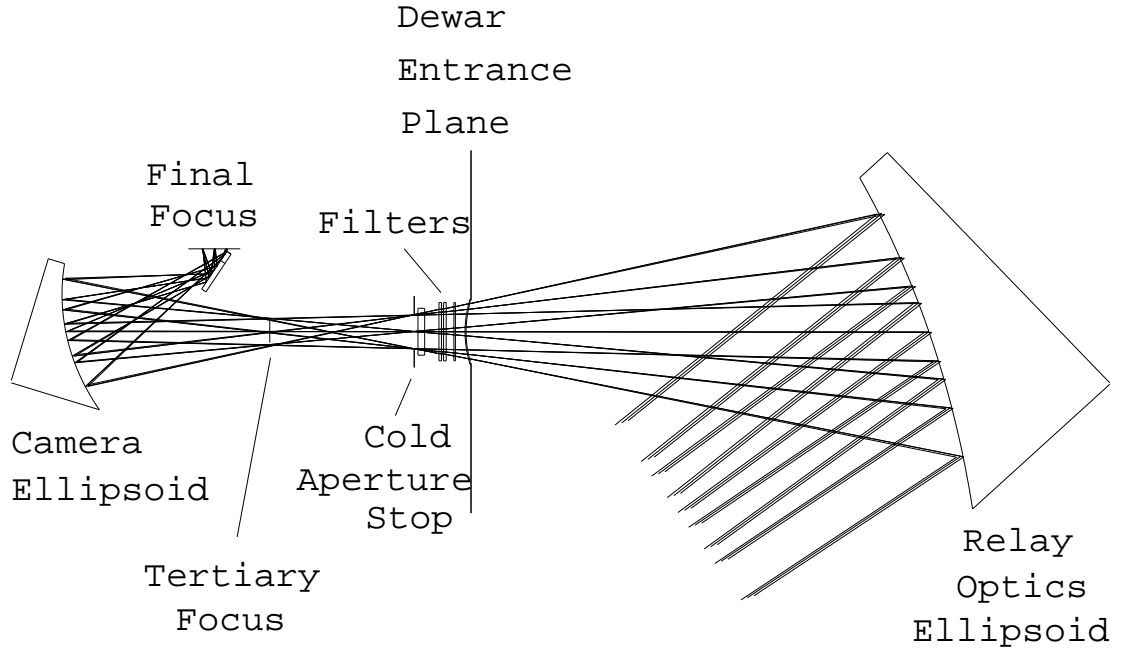 Dewar
Entrance
Plane
Final
Focus
Filters
Camera
Ellipsoid
Cold
Aperture
Stop
Tertiary
Focus
Relay
Optics
Ellipsoid